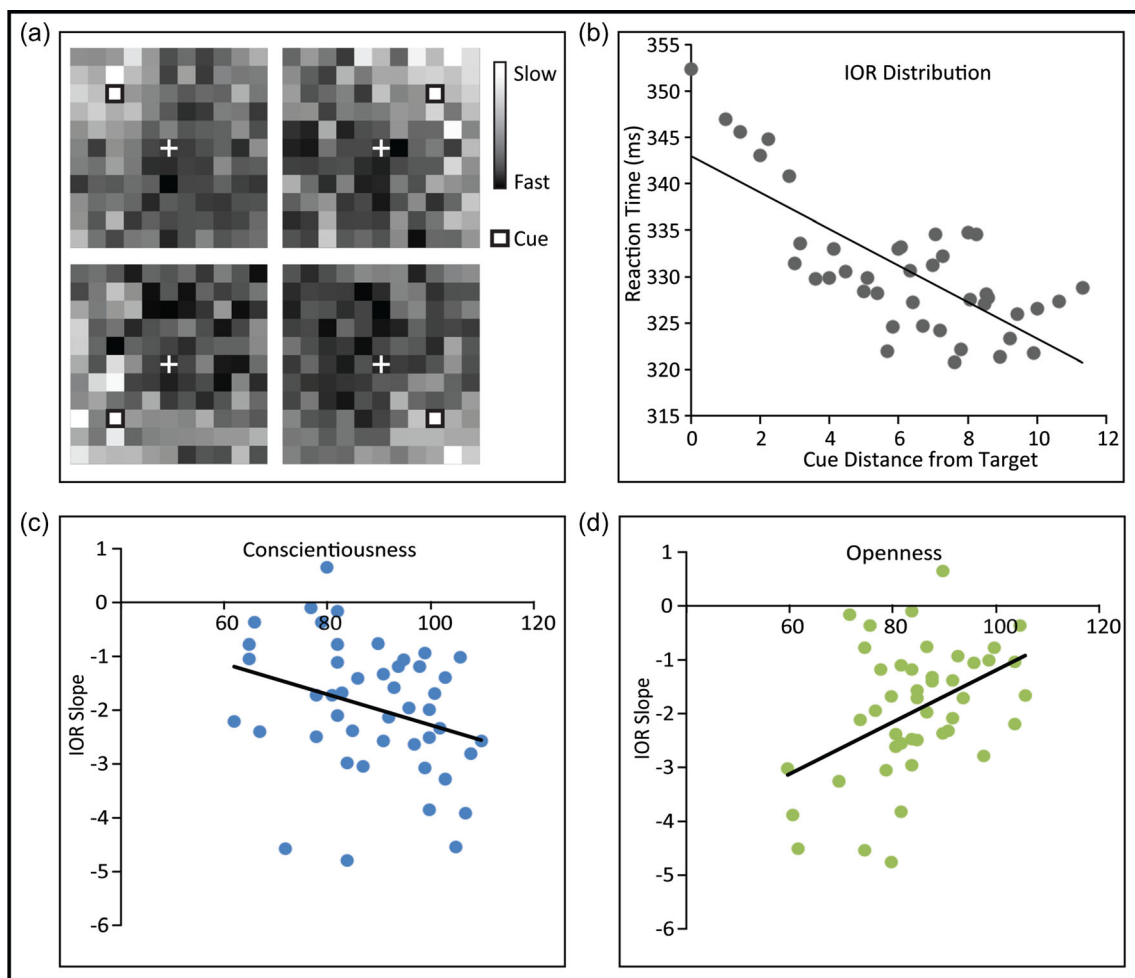 (a)
Slow
Fast
Cue
(b)
IOR Distribution
355
350
345
340
335
330
325
320
315
Reaction Time (ms)
0
2
4
6
8
10
12
Cue Distance from Target
(c)
Conscientiousness
1
0
-1
-2
-3
-4
-5
-6
IOR Slope
60
80
100
120
(d)
Openness
1
0
-1
-2
-3
-4
-5
-6
IOR Slope
60
80
100
120